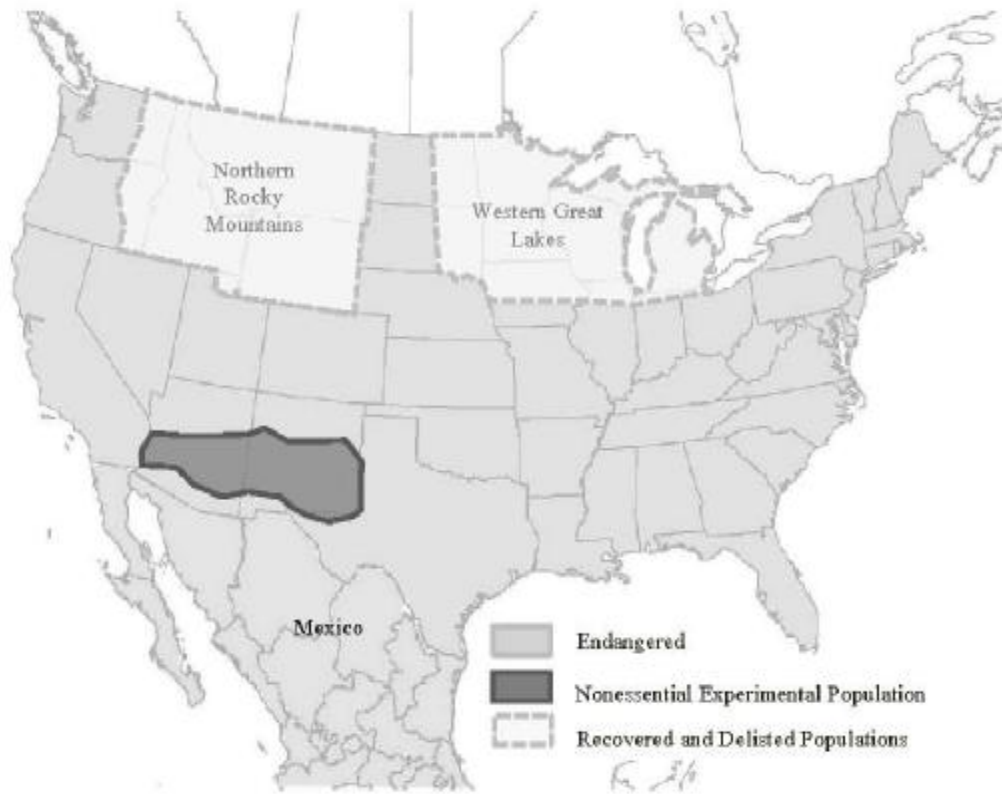 Northern
Rocky
Mountains
Western Great
Lakes
Mexico
Endangered
Nonessential Experimental Population
Recovered and Delisted Populations